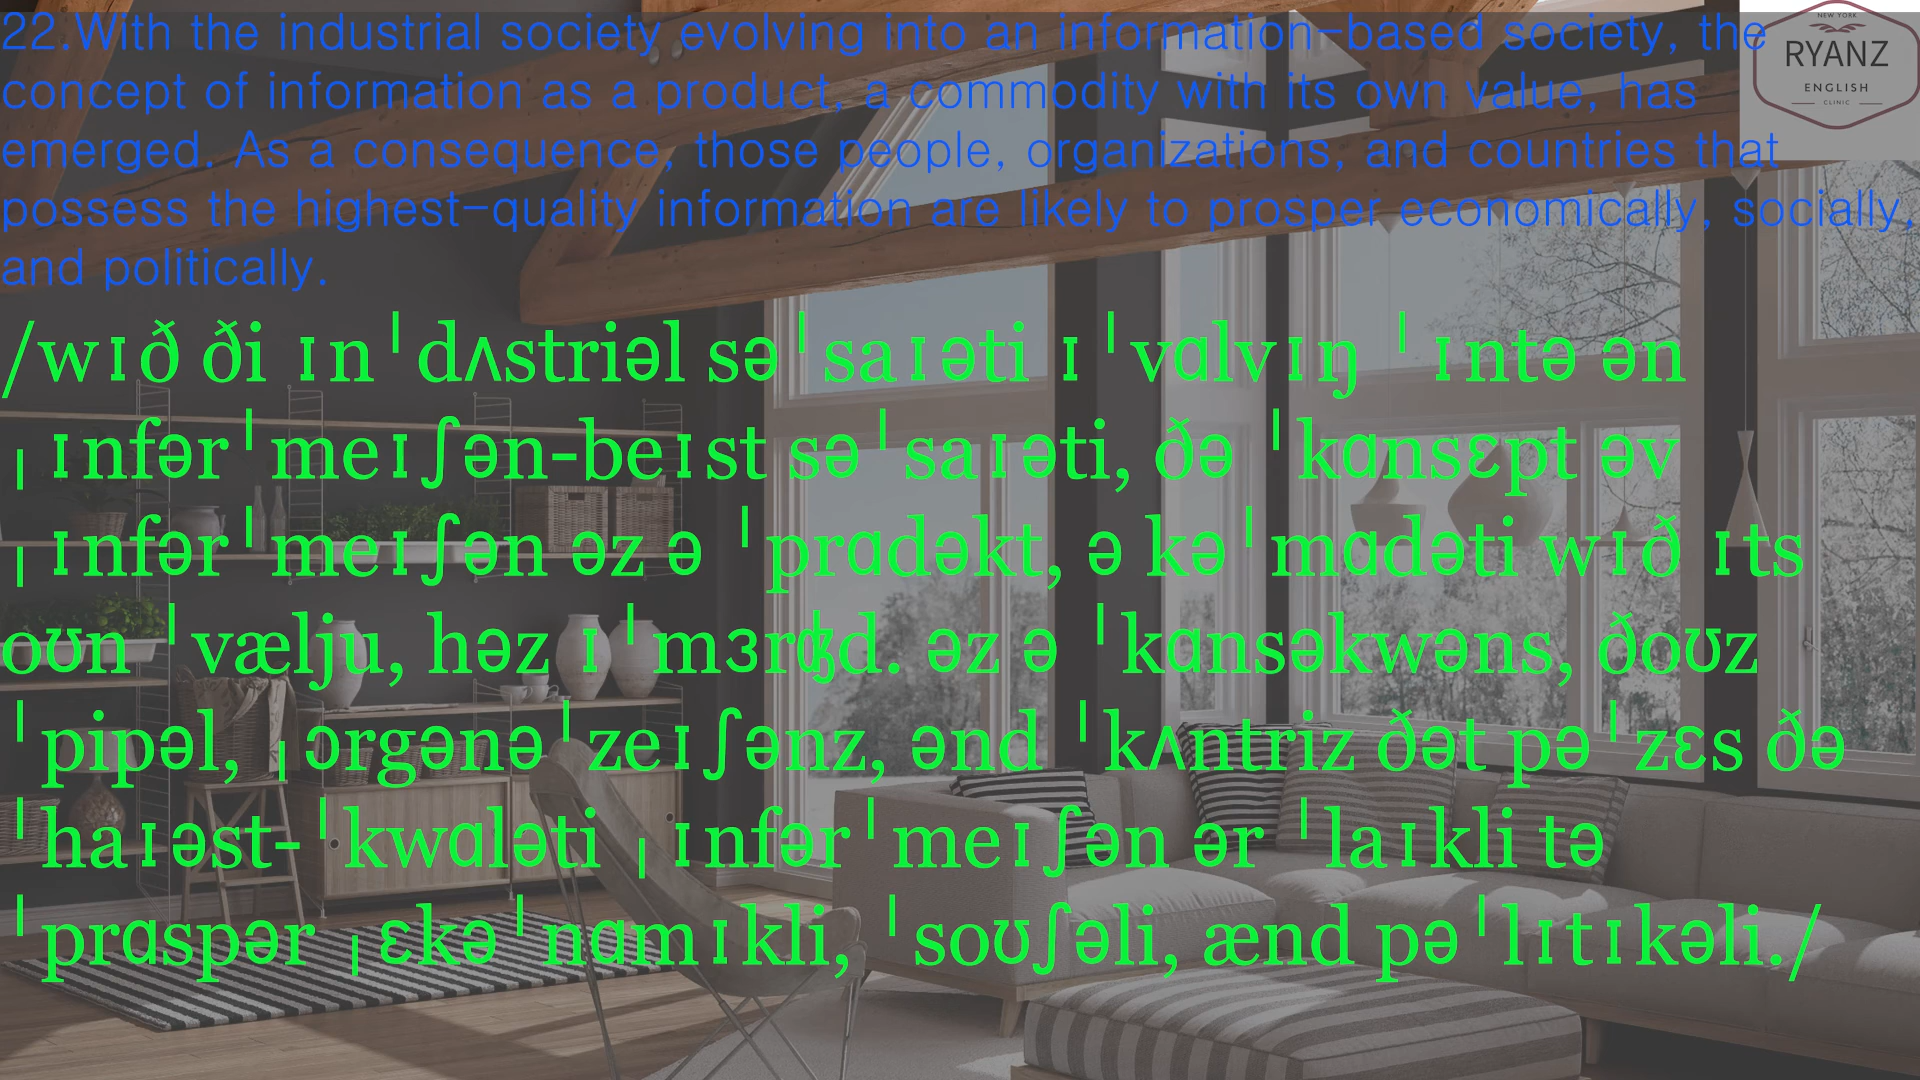 22.With the industrial society evolving into an information-based society, the
concept of information as a product, a commodity with its own value, has
emerged. As a consequence, those people, organizations, and countries that
possess the highest-quality information are likely to prosper economically, socially,
and politically.
NEW YORK
RYANZ
ENGLISH
CLINIC
/wɪð ði ɪnˈdʌstriəl səˈsaɪəti ɪˈvɑlvɪŋ ˈɪntə ən
ˌɪnfərˈmeɪʃən-beɪst səˈsaɪəti, ðə ˈkɑnsɛpt əv
ˌɪnfərˈmeɪʃən əz ə ˈprɑdəkt, ə kəˈmɑdəti wɪð ɪts
oʊn ˈvælju, həz ɪˈmɜrʤd. əz ə ˈkɑnsəkwəns, ðoʊz
ˈpipəl, ˌɔrgənəˈzeɪʃənz, ənd ˈkʌntriz ðət pəˈzɛs ðə
ˈhaɪəst-ˈkwɑləti ˌɪnfərˈmeɪʃən ər ˈlaɪkli tə
ˈprɑspər ˌɛkəˈnɑmɪkli, ˈsoʊʃəli, ænd pəˈlɪtɪkəli./